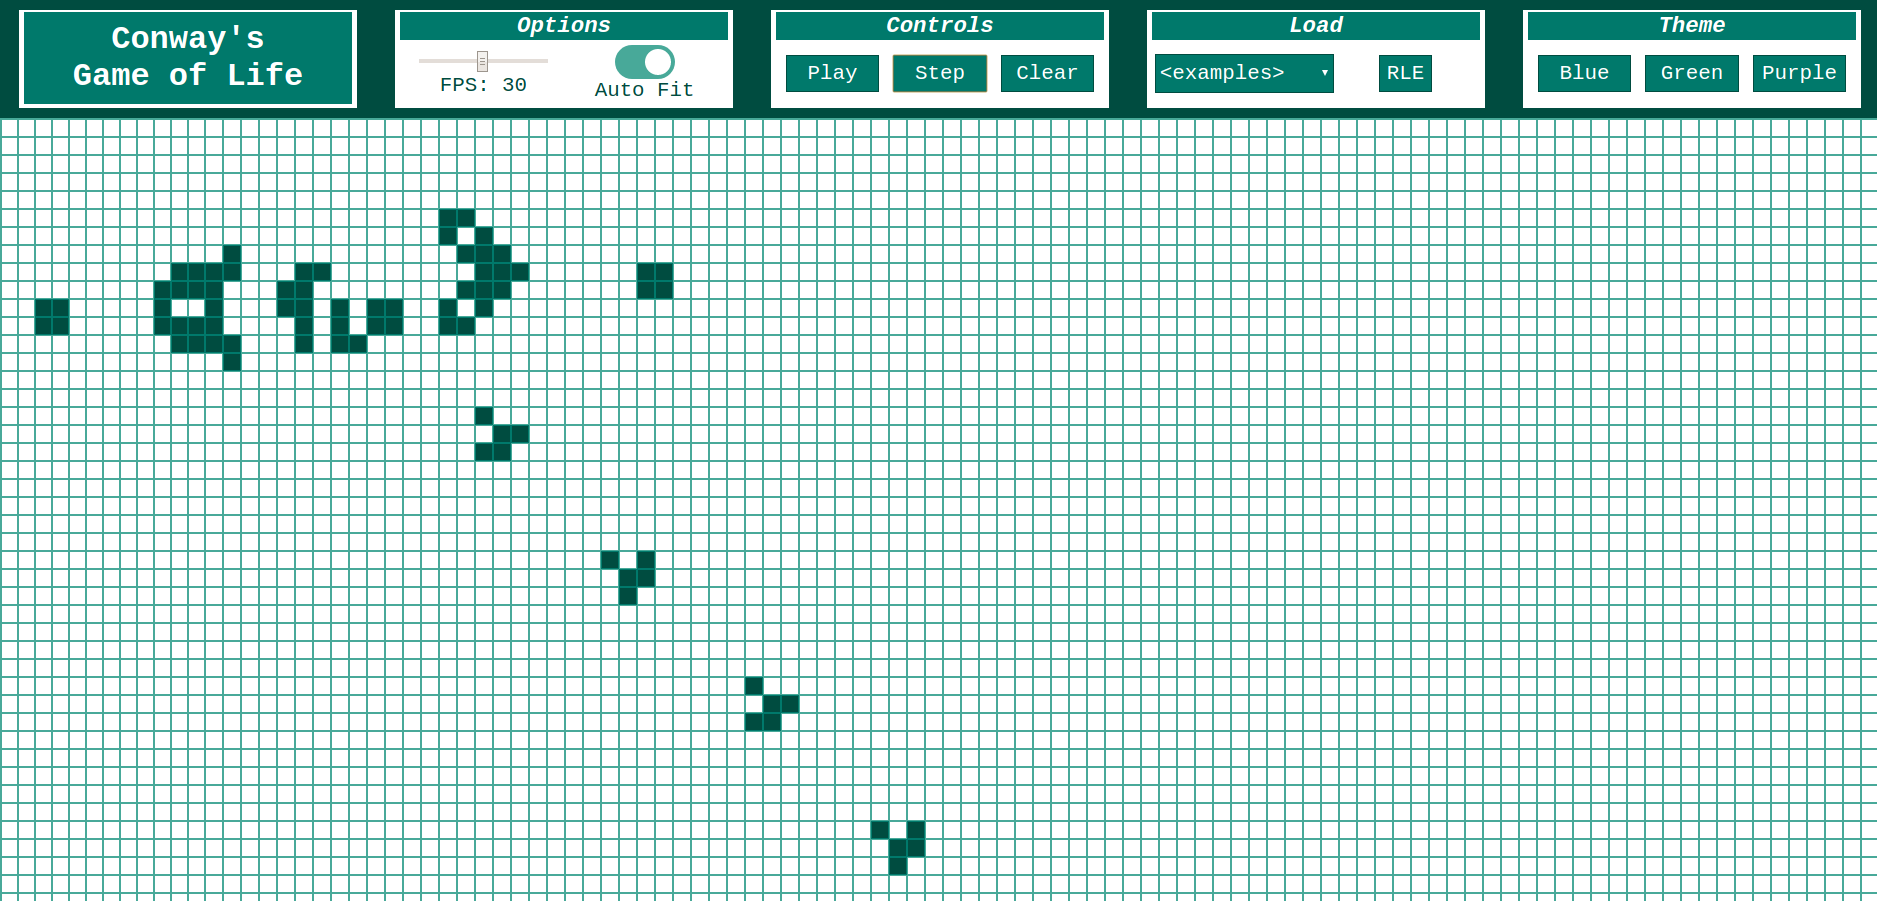 Conway's
Game of Life
Options
FPS: 30
Auto Fit
Controls
Play Step Clear
Load
<examples> ▾ RLE
Theme
Blue Green Purple